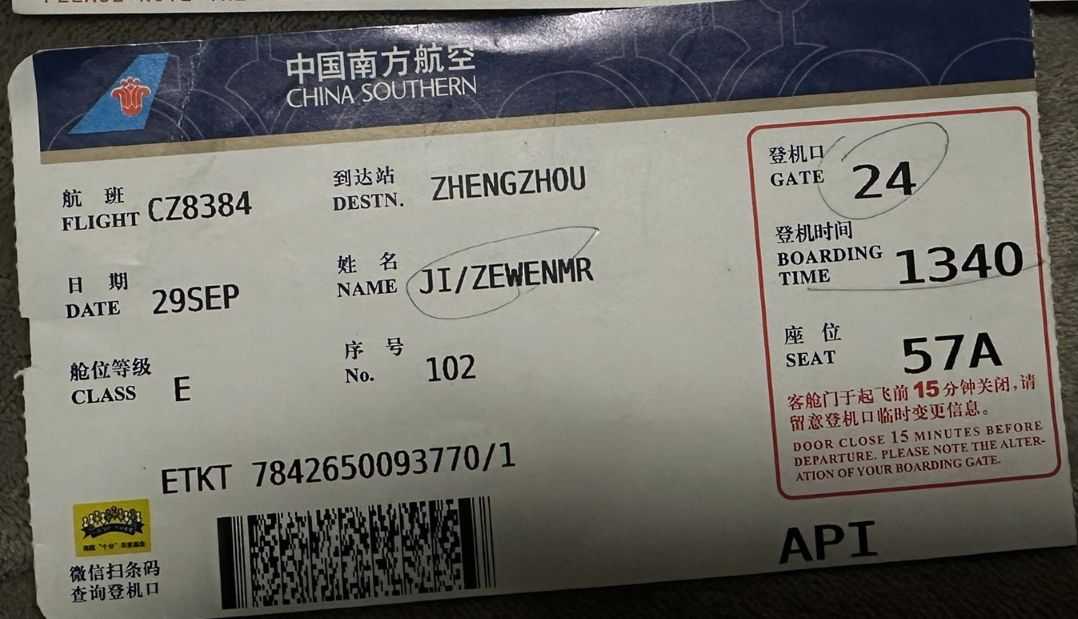 中国南方航空
CHINA SOUTHERN
航 班
FLIGHT CZ8384
到达站
DESTN. ZHENGZHOU
日 期
DATE 29SEP
姓 名
NAME JI/ZEWENMR
舱位等级
CLASS E
序 号
No. 102
ETKT 7842650093770/1
微信扫条码
查询登机口
登机口
GATE 24
登机时间
BOARDING
TIME 1340
座 位
SEAT 57A
客舱门于起飞前15分钟关闭,请
留意登机口临时变更信息。
DOOR CLOSE 15 MINUTES BEFORE
DEPARTURE. PLEASE NOTE THE ALTER-
ATION OF YOUR BOARDING GATE.
API